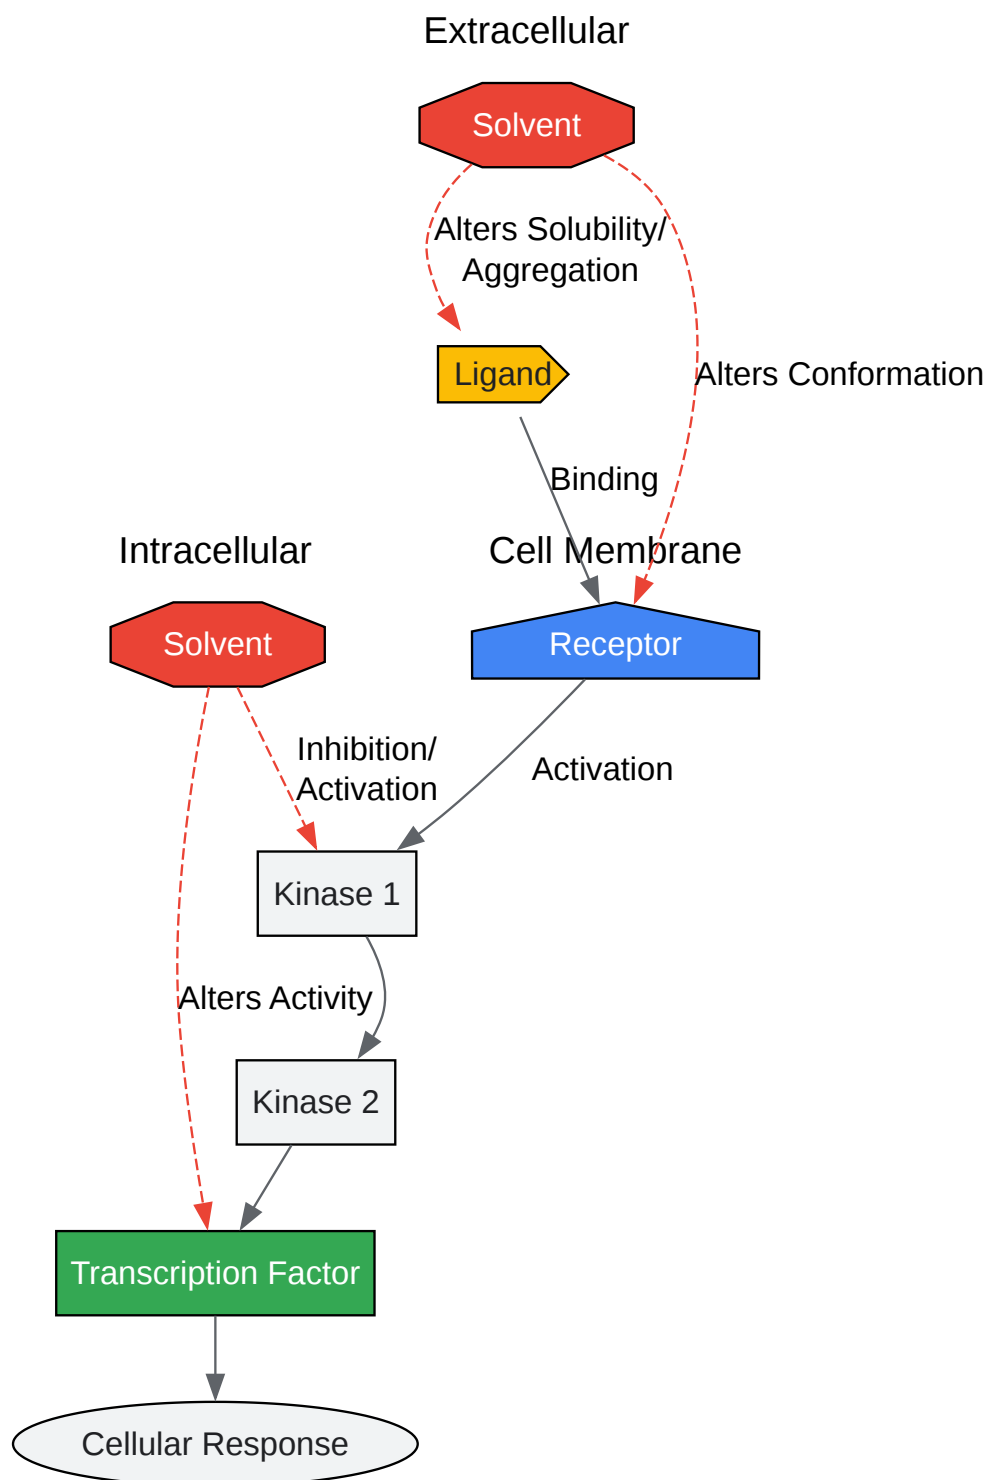 Extracellular
Solvent
Alters Solubility/
Aggregation
Ligand
Alters Conformation
Binding
Intracellular
Cell Membrane
Solvent
Receptor
Inhibition/
Activation
Activation
Kinase 1
Alters Activity
Kinase 2
Transcription Factor
Cellular Response